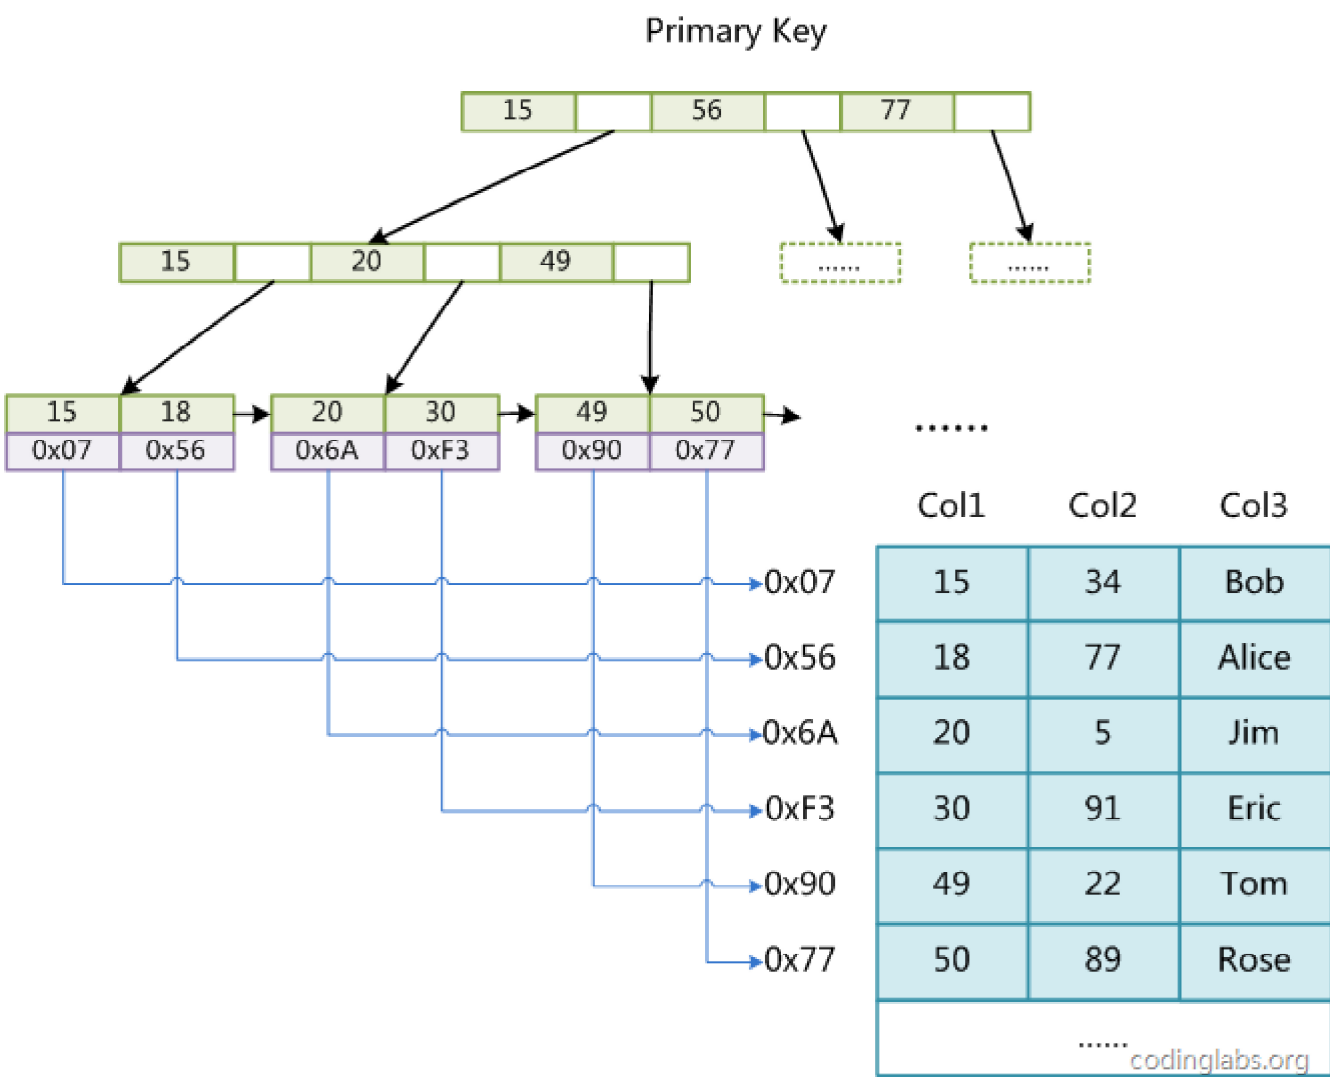 Primary Key
15 56 77
15 20 49
...... ......
15 18 20 30 49 50
0x07 0x56 0x6A 0xF3 0x90 0x77
......
Col1 Col2 Col3
0x07 15 34 Bob
0x56 18 77 Alice
0x6A 20 5 Jim
0xF3 30 91 Eric
0x90 49 22 Tom
0x77 50 89 Rose
......
codinglabs.org